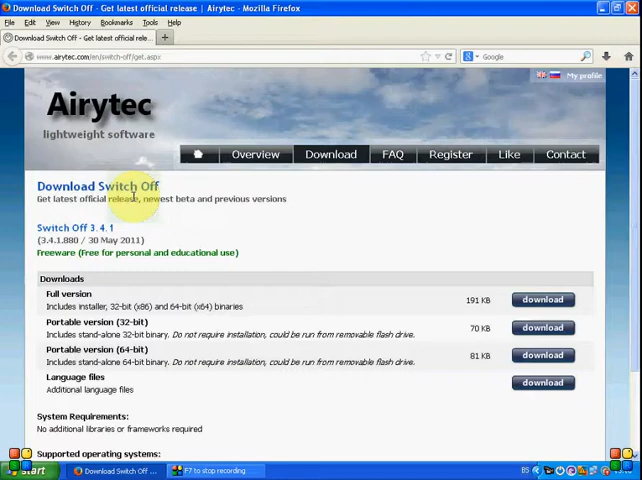 Download Switch Off - Get latest official release | Airytec - Mozilla Firefox
File Edit View History Bookmarks Tools Help
Download Switch Off - Get latest official rele...
www.airytec.com/en/switch-off/get.aspx
Google
My profile
Airytec
lightweight software
Overview Download FAQ Register Like Contact
Download Switch Off
Get latest official release, newest beta and previous versions
Switch Off 3.4.1
(3.4.1.880 / 30 May 2011)
Freeware (Free for personal and educational use)
Downloads
Full version
Includes installer, 32-bit (x86) and 64-bit (x64) binaries
191 KB
download
Portable version (32-bit)
Includes stand-alone 32-bit binary. Do not require installation, could be run from removable flash drive.
70 KB
download
Portable version (64-bit)
Includes stand-alone 64-bit binary. Do not require installation, could be run from removable flash drive.
81 KB
download
Language files
Additional language files
download
System Requirements:
No additional libraries or frameworks required
Supported operating systems:
start
Download Switch Off ...
F7 to stop recording
BS